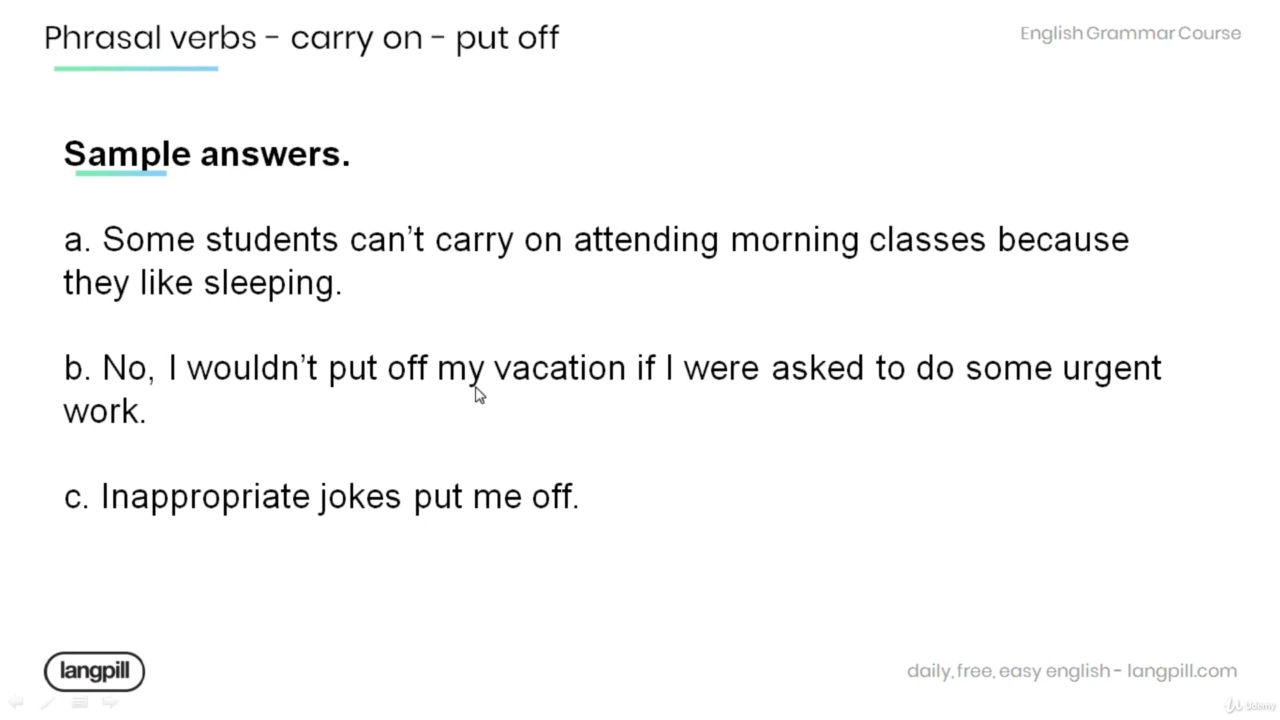 Phrasal verbs - carry on - put off
English Grammar Course
Sample answers.
a. Some students can’t carry on attending morning classes because
they like sleeping.
b. No, I wouldn’t put off my vacation if I were asked to do some urgent
work.
c. Inappropriate jokes put me off.
langpill
daily, free, easy english - langpill.com
Udemy